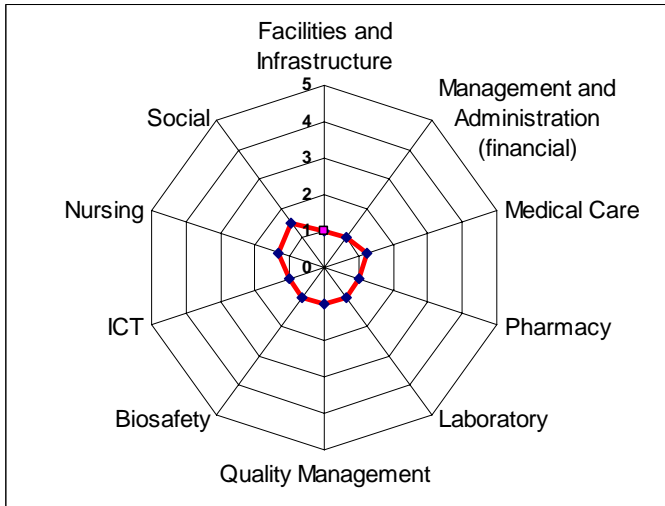 Facilities and
Infrastructure
5
Management and
Administration
(financial)
4
Social
3
2
Nursing
Medical Care
1
0
ICT
Pharmacy
Biosafety
Laboratory
Quality Management